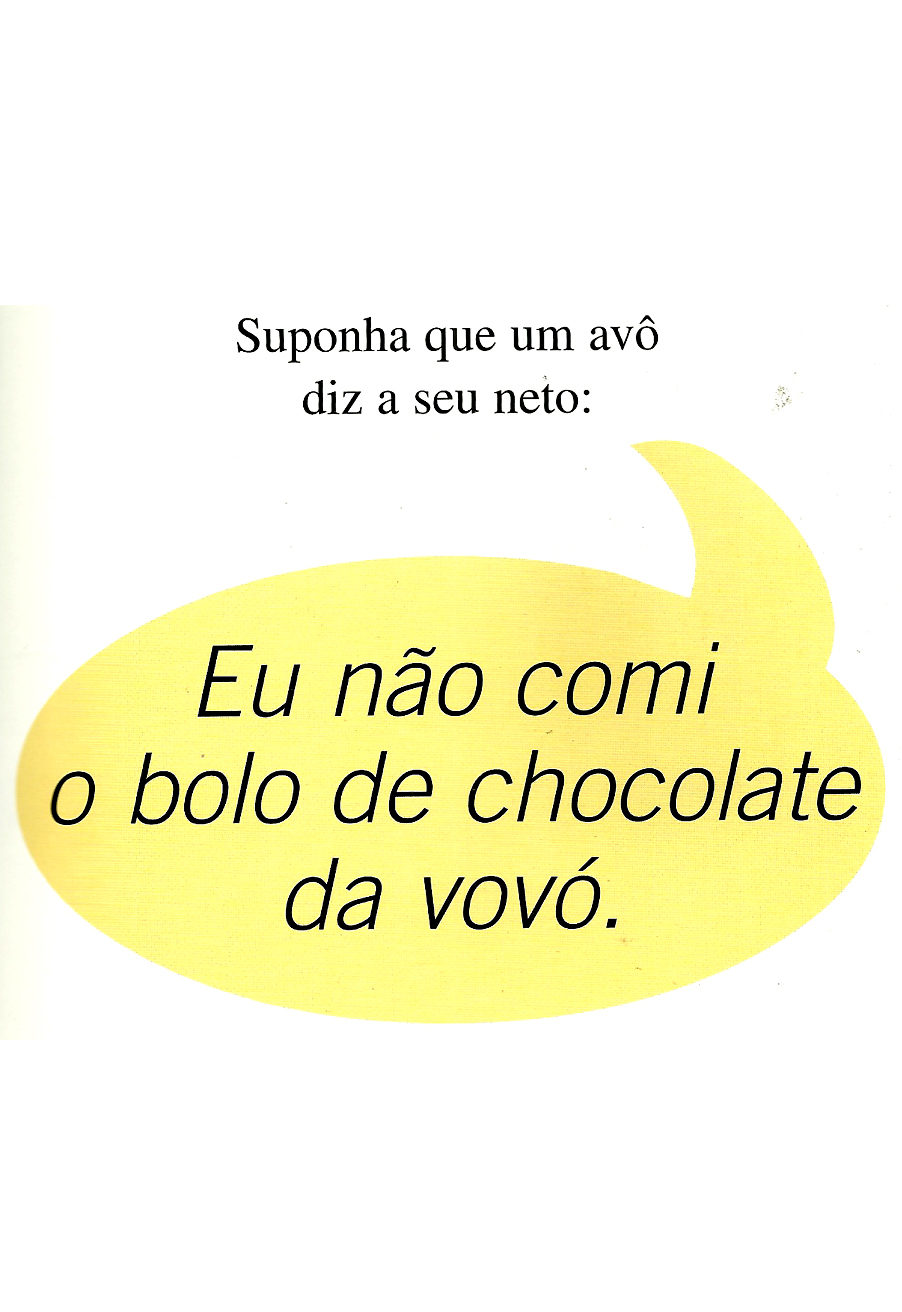 Suponha que um avô
diz a seu neto:
Eu não comi
o bolo de chocolate
da vovó.